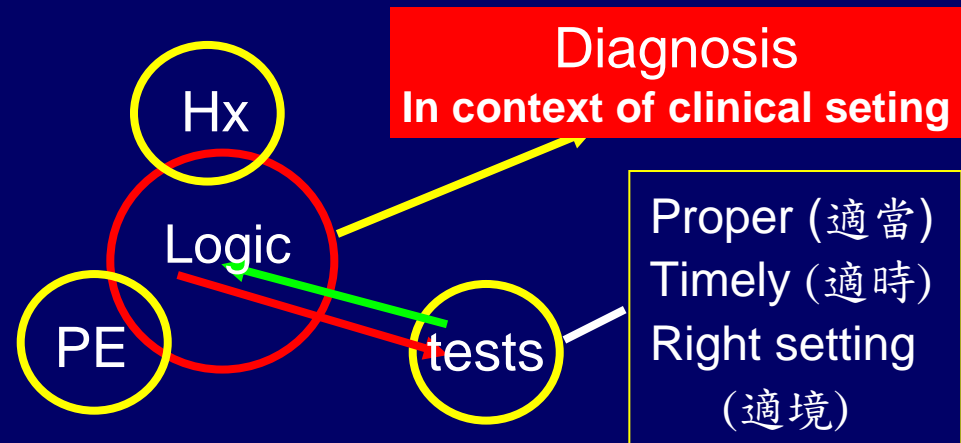 Diagnosis
In context of clinical seting
Hx
Logic
PE
tests
Proper (適當)
Timely (適時)
Right setting
(適境)